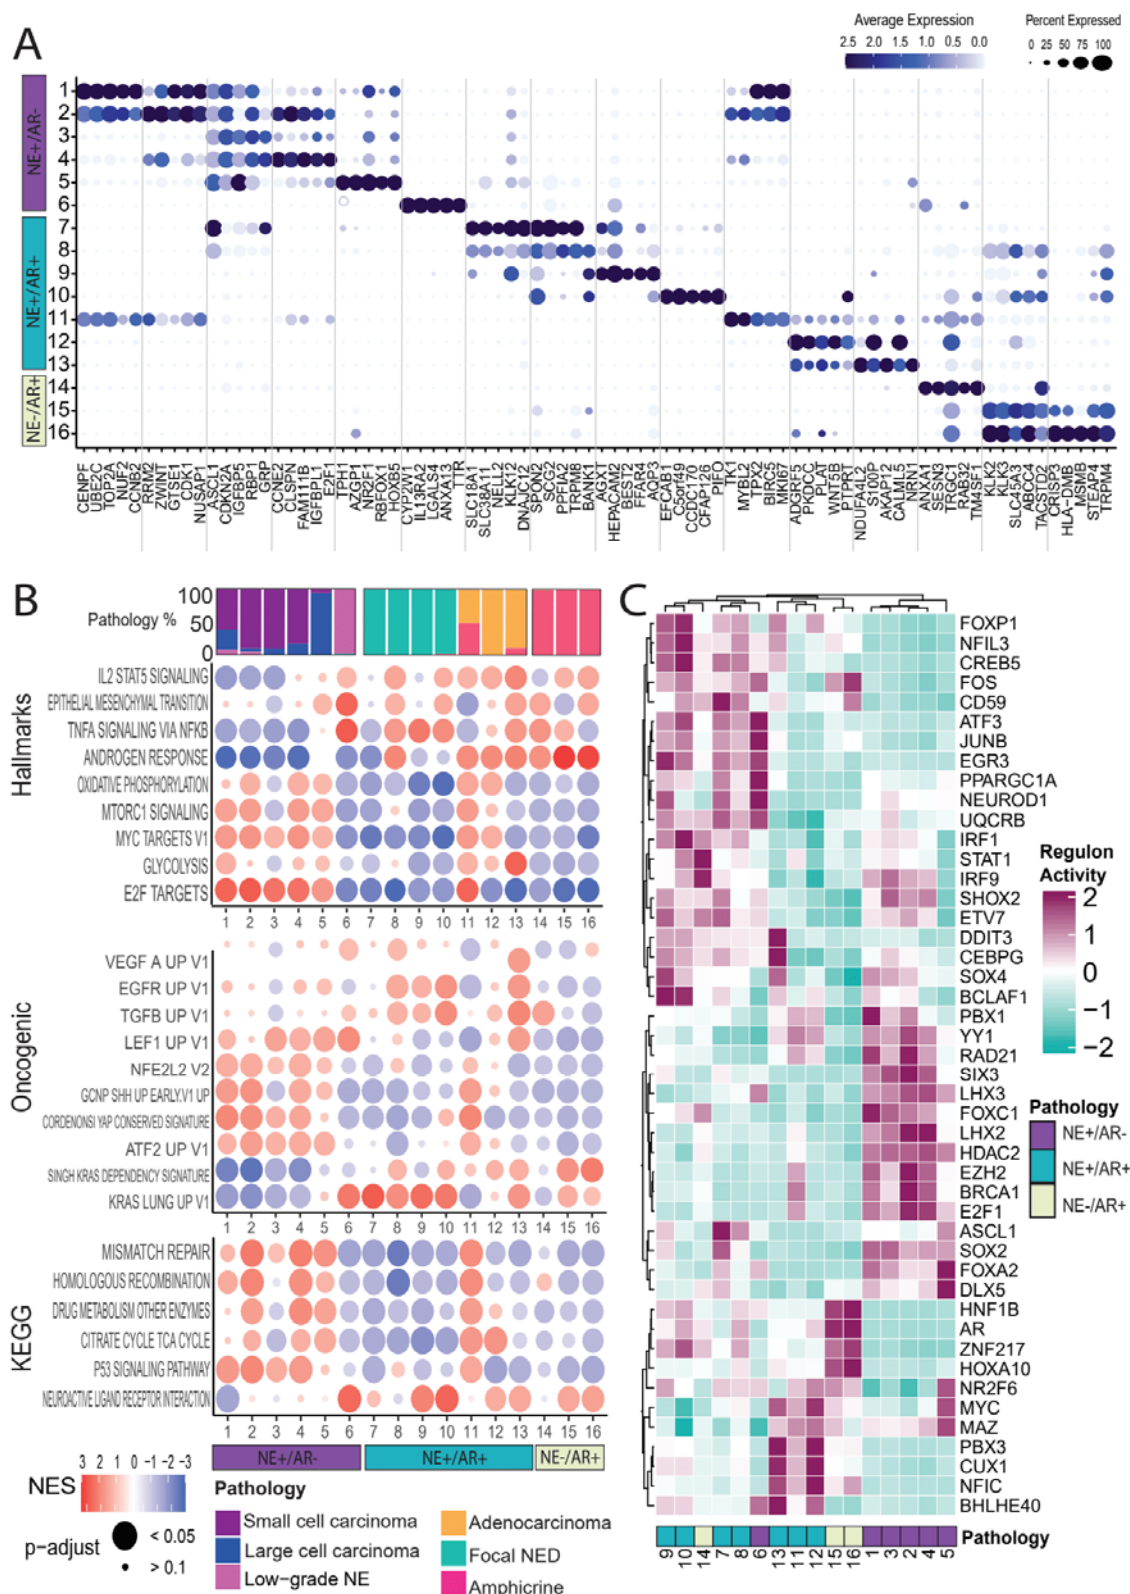 A
Average Expression
2.5 2.0 1.5 1.0 0.0
Percent Expressed
0 25 50 75 100
NE+/AR-
NE+/AR+
NE-/AR+
1
2
3
4
5
6
7
8
9
10
11
12
13
14
15
16
CENPF
UBE2C
TOP2A
NUF2
CCNB2
RRM2
ZWINT
GTSE1
CDK1
NUSAP1
ASCL1
CDKN2A
IGFBP5
RBP1
GRP
CCNE2
CLSPN
FAM111B
IGFBPL1
E2F1
TPH1
AZGP1
NR2F1
RBFOX1
HOXB5
CYP2W1
IL13RA2
LGALS4
ANXA13
TTR
SLC18A1
SLC38A11
NELL2
KLK12
DNAJC12
SPON2
SCG2
PPFIA2
TRPM8
BANK1
AGXT
HEPACAM2
BEST2
FFAR4
AQP3
EFCAB1
C5orf49
CCDC170
CFAP126
PIFO
TK1
MYBL2
TPX2
BIRC5
MKI67
ADGRF5
PKDCC
PLAT
WNT5B
PTPRT
NDUFA4L2
S100P
AKAP12
CALML5
NRN1
ANXA1
SESN3
TRGC1
RAB3B
TM4SF1
KLK2
KLK3
SLC45A3
ABCC4
TACSTD2
CRISP3
HLA-DMB
MSMB
STEAP4
TRPM4
B
Pathology %
100
50
0
Hallmarks
IL2 STAT5 SIGNALING
EPITHELIAL MESENCHYMAL TRANSITION
TNFA SIGNALING VIA NFKB
ANDROGEN RESPONSE
OXIDATIVE PHOSPHORYLATION
MTORC1 SIGNALING
MYC TARGETS V1
GLYCOLYSIS
E2F TARGETS
1 2 3 4 5 6 7 8 9 10 11 12 13 14 15 16
Oncogenic
VEGF A UP V1
EGFR UP V1
TGFB UP V1
LEF1 UP V1
NFE2L2 V2
GCNP SHH UP EARLY.V1 UP
CORDENONSI YAP CONSERVED SIGNATURE
ATF2 UP V1
SINGH KRAS DEPENDENCY SIGNATURE
KRAS LUNG UP V1
1 2 3 4 5 6 7 8 9 10 11 12 13 14 15 16
KEGG
MISMATCH REPAIR
HOMOLOGOUS RECOMBINATION
DRUG METABOLISM OTHER ENZYMES
CITRATE CYCLE TCA CYCLE
P53 SIGNALING PATHWAY
NEUROACTIVE LIGAND RECEPTOR INTERACTION
1 2 3 4 5 6 7 8 9 10 11 12 13 14 15 16
NE+/AR- NE+/AR+ NE-/AR+
NES
3 2 1 0 -1 -2 -3
p-adjust
< 0.05
> 0.1
Pathology
Small cell carcinoma
Large cell carcinoma
Low-grade NE
Adenocarcinoma
Focal NED
Amphicrine
C
FOXP1
NFIL3
CREB5
FOS
CD59
ATF3
JUNB
EGR3
PPARGC1A
NEUROD1
UQCRB
IRF1
STAT1
IRF9
SHOX2
ETV7
DDIT3
CEBPG
SOX4
BCLAF1
PBX1
YY1
RAD21
SIX3
LHX3
FOXC1
LHX2
HDAC2
EZH2
BRCA1
E2F1
ASCL1
SOX2
FOXA2
DLX5
HNF1B
AR
ZNF217
HOXA10
NR2F6
MYC
MAZ
PBX3
CUX1
NFIC
BHLHE40
Pathology
9 10 14 7 8 6 13 11 12 15 16 1 3 2 4 5
Regulon
Activity
2
1
0
−1
−2
Pathology
NE+/AR-
NE+/AR+
NE-/AR+